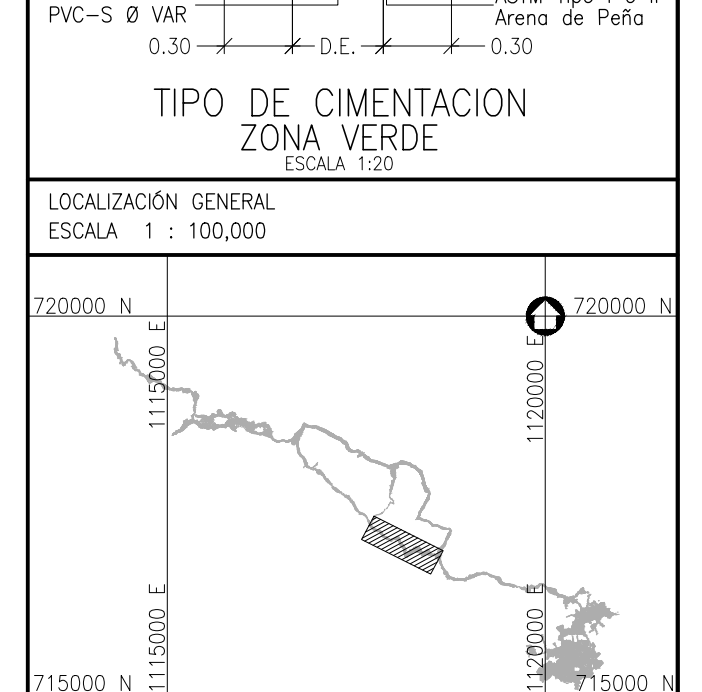 PVC-S Ø VAR
Arena de Peña
0.30
D.E.
0.30
TIPO DE CIMENTACION
ZONA VERDE
ESCALA 1:20
LOCALIZACIÓN GENERAL
ESCALA 1 : 100,000
720000 N
720000 N
1115000 E
1120000 E
1115000 E
1120000 E
715000 N
715000 N